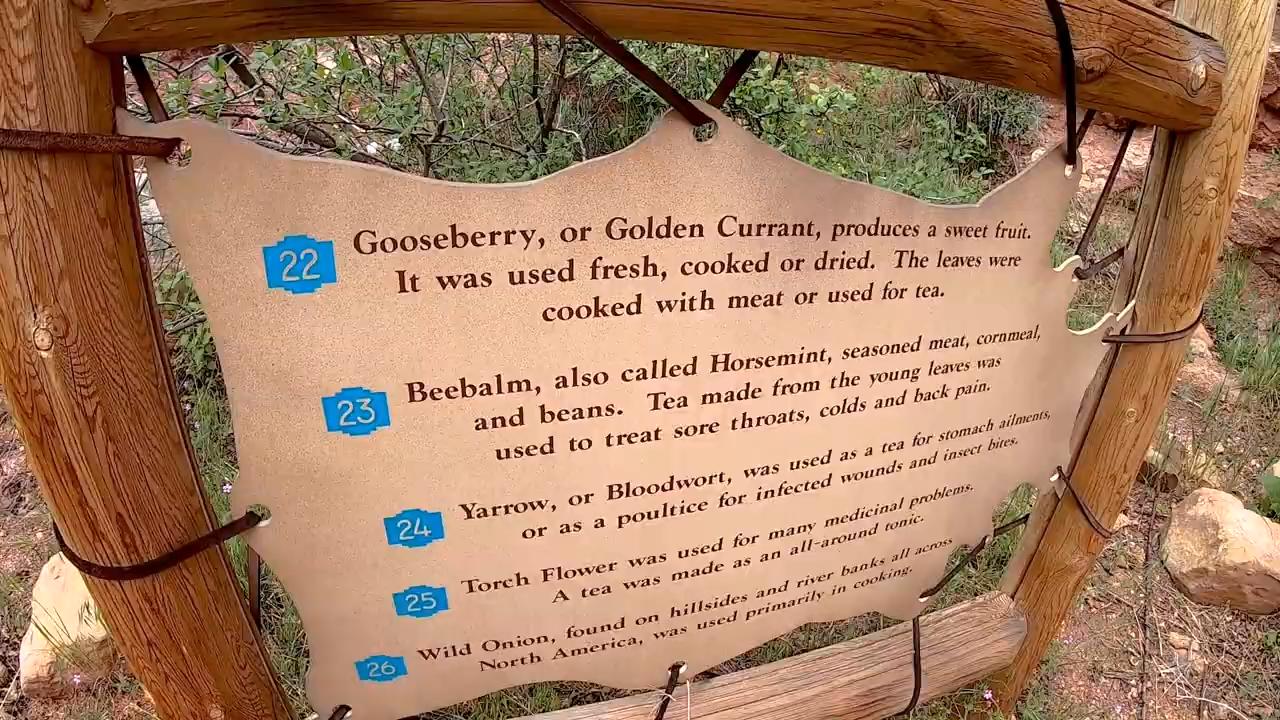 22 Gooseberry, or Golden Currant, produces a sweet fruit.
It was used fresh, cooked or dried. The leaves were
cooked with meat or used for tea.
23 Beebalm, also called Horsemint, seasoned meat, cornmeal,
and beans. Tea made from the young leaves was
used to treat sore throats, colds and back pain.
24 Yarrow, or Bloodwort, was used as a tea for stomach ailments,
or as a poultice for infected wounds and insect bites.
25 Torch Flower was used for many medicinal problems.
A tea was made as an all-around tonic.
26 Wild Onion, found on hillsides and river banks all across
North America, was used primarily in cooking.